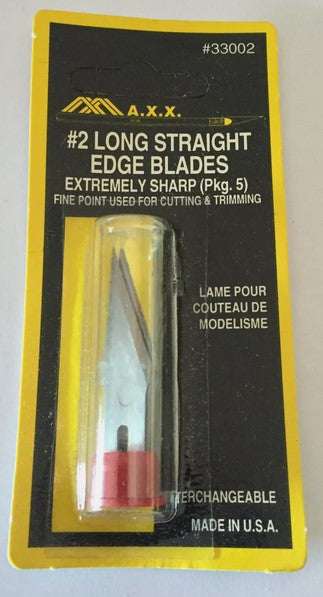 #33002
A.X.X.
#2 LONG STRAIGHT
EDGE BLADES
EXTREMELY SHARP (Pkg. 5)
FINE POINT USED FOR CUTTING & TRIMMING
LAME POUR
COUTEAU DE
MODELISME
TERCHANGEABLE
MADE IN U.S.A.